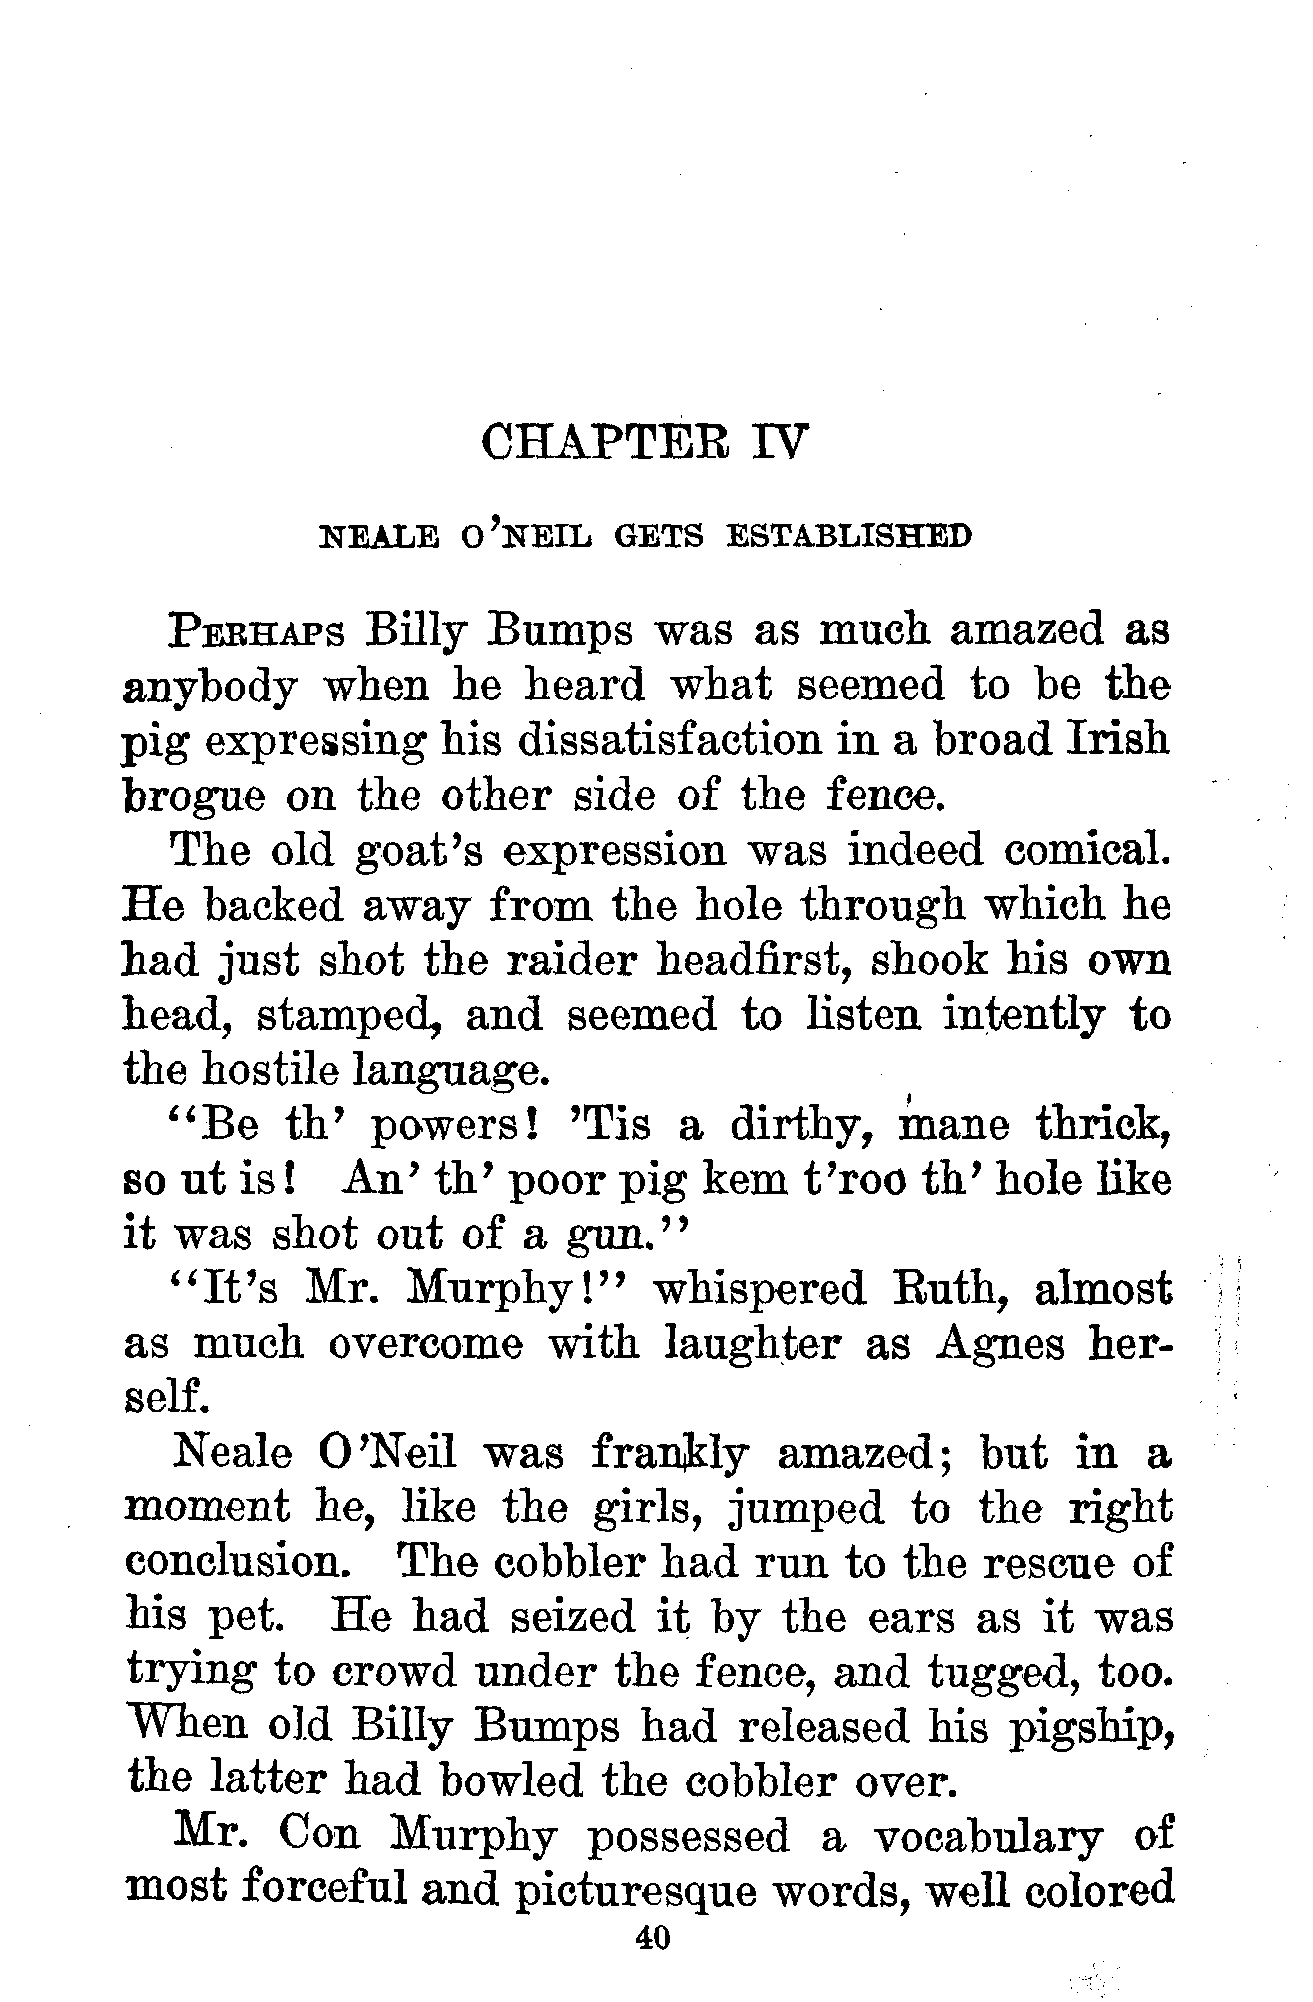 CHAPTER IV
NEALE O'NEIL GETS ESTABLISHED
PERHAPS Billy Bumps was as much amazed as
anybody when he heard what seemed to be the
pig expressing his dissatisfaction in a broad Irish
brogue on the other side of the fence.
The old goat's expression was indeed comical.
He backed away from the hole through which he
had just shot the raider headfirst, shook his own
head, stamped, and seemed to listen intently to
the hostile language.
"Be th' powers! 'Tis a dirthy, mane thrick,
so ut is! An' th' poor pig kem t'roo th' hole like
it was shot out of a gun."
"It's Mr. Murphy!" whispered Ruth, almost
as much overcome with laughter as Agnes her-
self.
Neale O'Neil was frankly amazed; but in a
moment he, like the girls, jumped to the right
conclusion. The cobbler had run to the rescue of
his pet. He had seized it by the ears as it was
trying to crowd under the fence, and tugged, too.
When old Billy Bumps had released his pigship,
the latter had bowled the cobbler over.
Mr. Con Murphy possessed a vocabulary of
most forceful and picturesque words, well colored
40